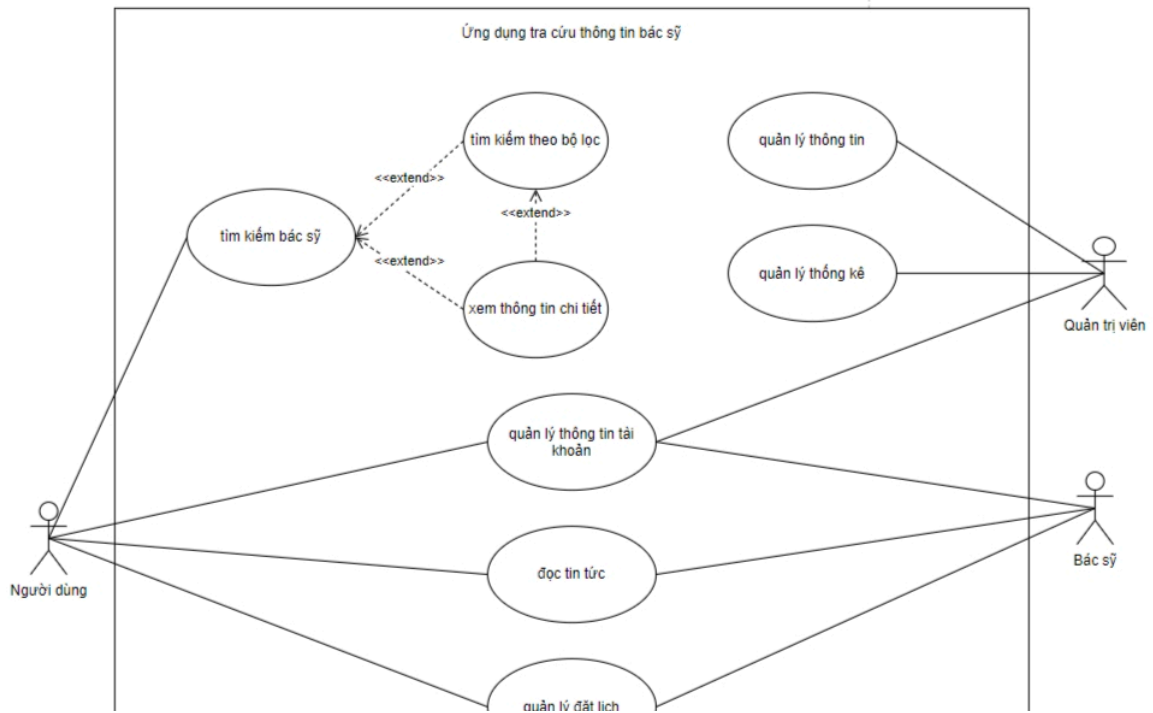 Ứng dụng tra cứu thông tin bác sỹ
tìm kiếm theo bộ lọc
quản lý thông tin
<<extend>>
<<extend>>
tìm kiếm bác sỹ
<<extend>>
quản lý thống kê
xem thông tin chi tiết
Quản trị viên
quản lý thông tin tài
khoản
đọc tin tức
Bác sỹ
Người dùng
quản lý đặt lịch